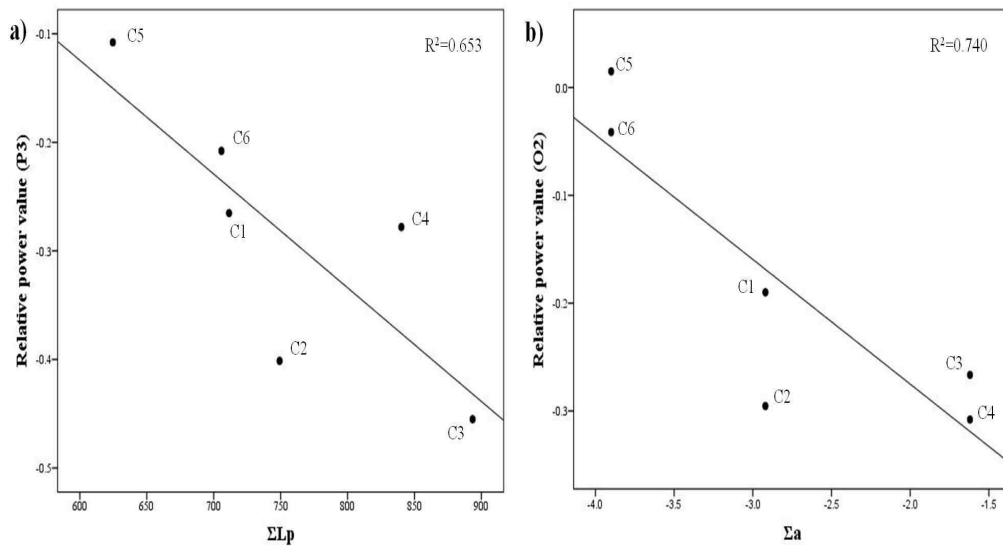 a)
R²=0.653
C5
C6
C1
C4
C2
C3
Relative power value (P3)
-0.1
-0.2
-0.3
-0.4
-0.5
600 650 700 750 800 850 900
ΣLp
b)
R²=0.740
C5
C6
C1
C2
C3
C4
Relative power value (O2)
0.0
-0.1
-0.2
-0.3
-4.0 -3.5 -3.0 -2.5 -2.0 -1.5
Σa